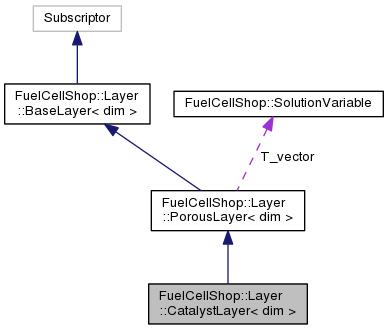 Subscriptor
FuelCellShop::Layer
::BaseLayer< dim >
FuelCellShop::SolutionVariable
T_vector
FuelCellShop::Layer
::PorousLayer< dim >
FuelCellShop::Layer
::CatalystLayer< dim >